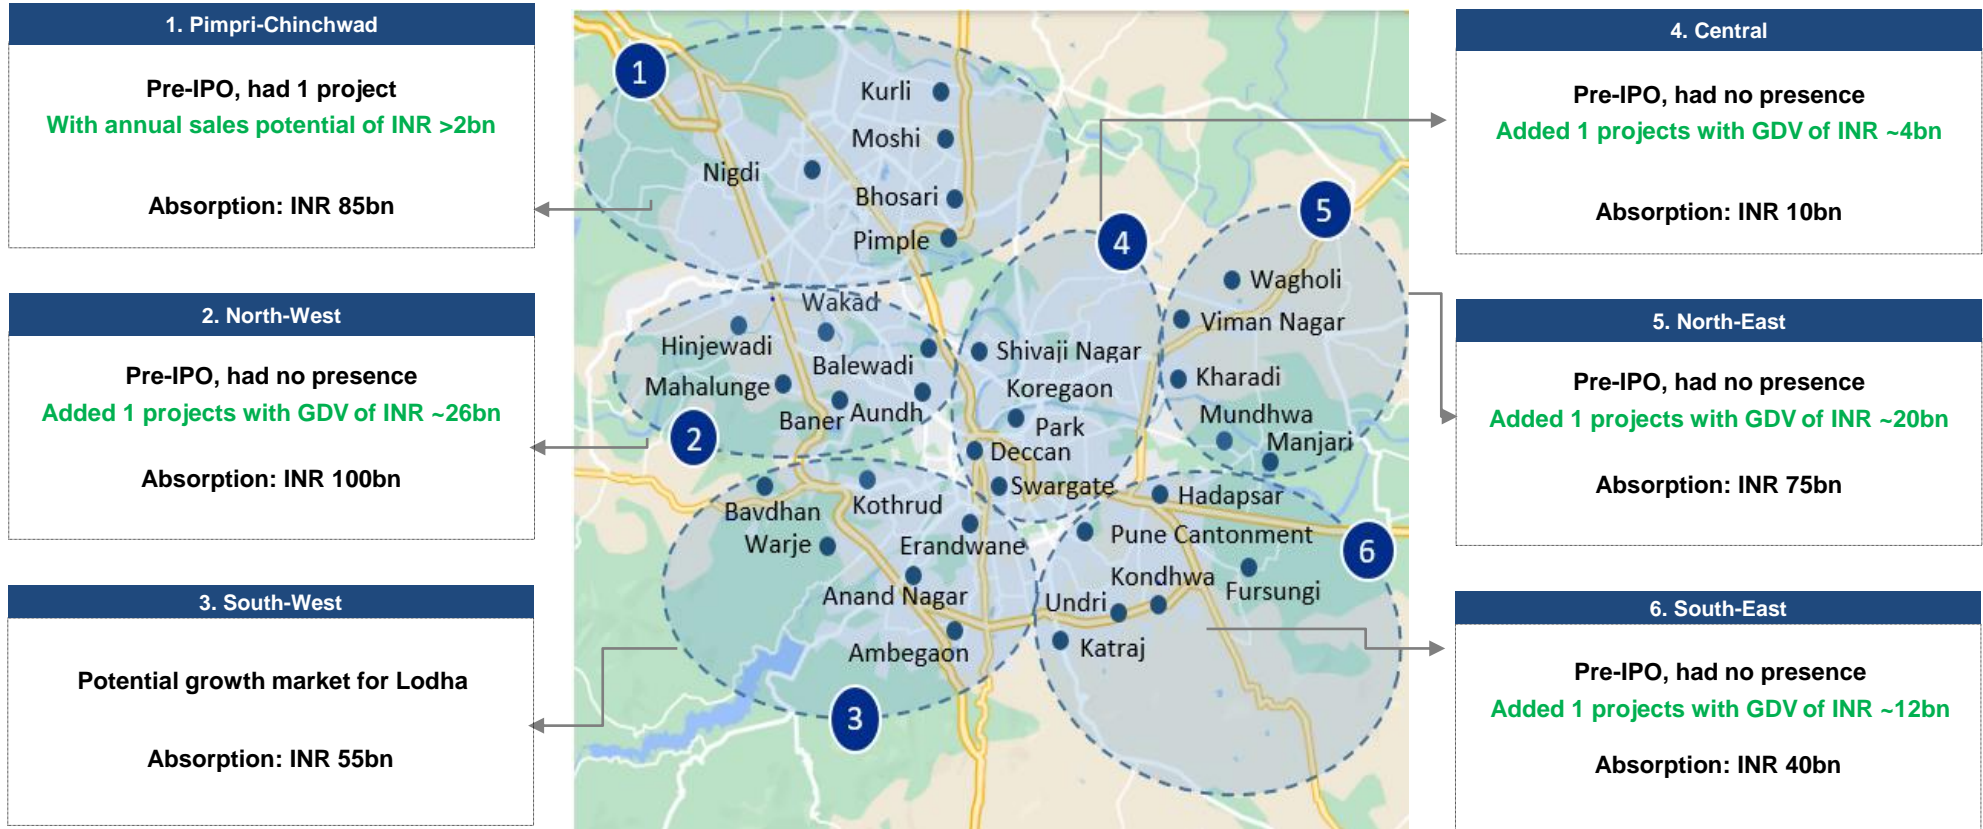 1. Pimpri-Chinchwad
Pre-IPO, had 1 project
With annual sales potential of INR >2bn
Absorption: INR 85bn
2. North-West
Pre-IPO, had no presence
Added 1 projects with GDV of INR ~26bn
Absorption: INR 100bn
3. South-West
Potential growth market for Lodha
Absorption: INR 55bn
1
Kurli
Moshi
Nigdi
Bhosari
Pimple
4
5
Wagholi
Viman Nagar
Wakad
Hinjewadi
Balewadi
Mahalunge
Baner
Aundh
2
Shivaji Nagar
Koregaon
Park
Deccan
Swargate
Kharadi
Mundhwa
Manjari
Bavdhan
Kothrud
Warje
Erandwane
Anand Nagar
Ambegaon
3
Hadapsar
Pune Cantonment
Kondhwa
Fursungi
Undri
Katraj
6
4. Central
Pre-IPO, had no presence
Added 1 projects with GDV of INR ~4bn
Absorption: INR 10bn
5. North-East
Pre-IPO, had no presence
Added 1 projects with GDV of INR ~20bn
Absorption: INR 75bn
6. South-East
Pre-IPO, had no presence
Added 1 projects with GDV of INR ~12bn
Absorption: INR 40bn